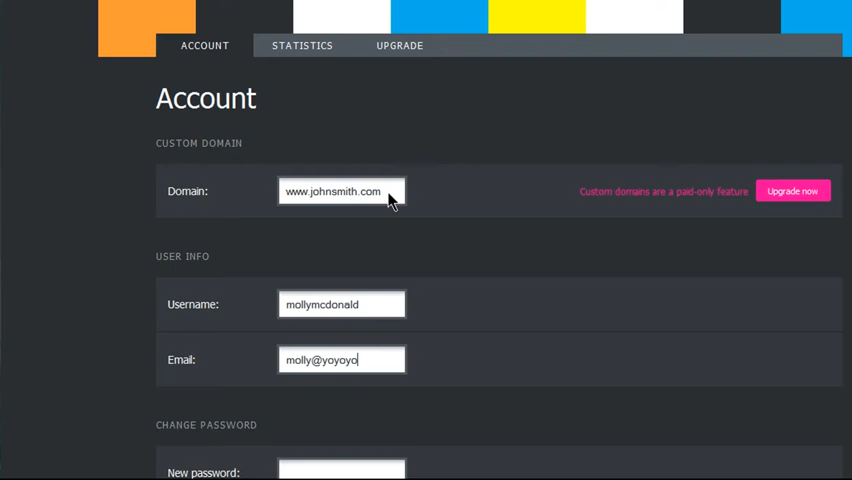 ACCOUNT STATISTICS UPGRADE
Account
CUSTOM DOMAIN
Domain: www.johnsmith.com Custom domains are a paid-only feature Upgrade now
USER INFO
Username: mollymcdonald
Email: molly@yoyoyo
CHANGE PASSWORD
New password: